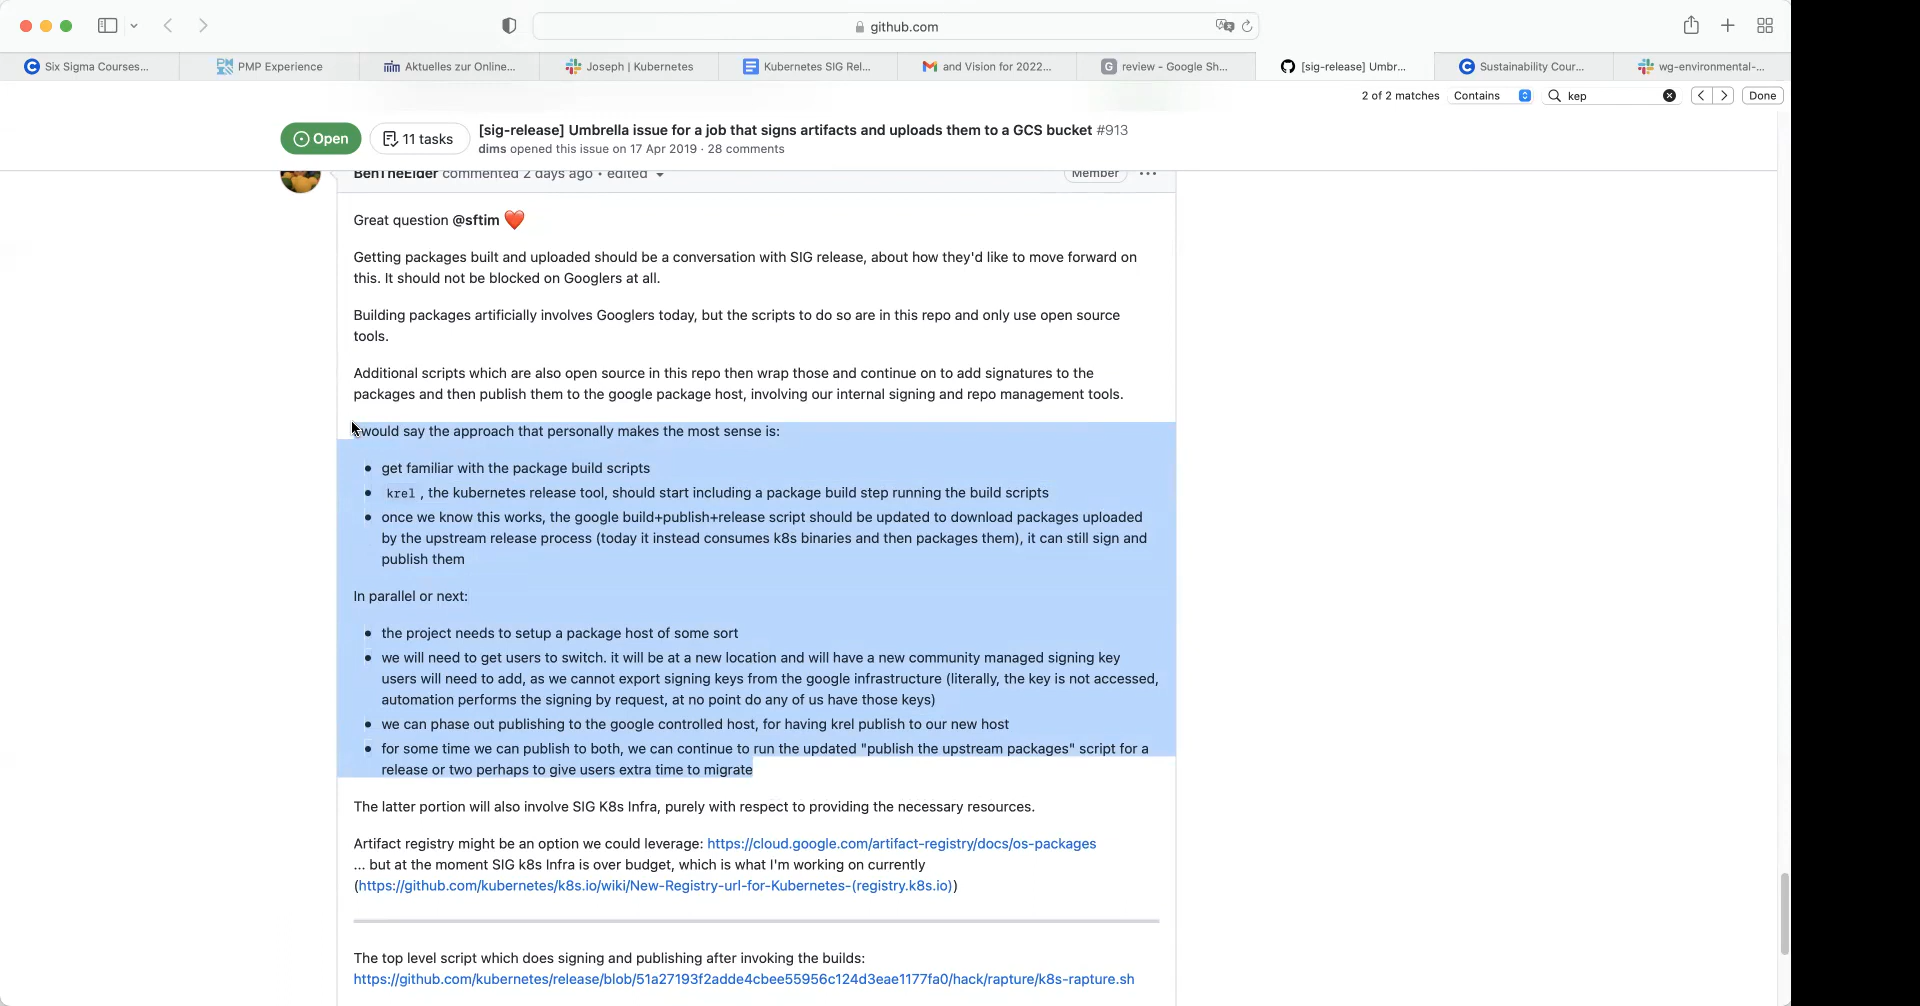 github.com
Six Sigma Courses...
PMP Experience
Aktuelles zur Online...
Joseph | Kubernetes
Kubernetes SIG Rel...
and Vision for 2022...
review - Google Sh...
[sig-release] Umbr...
Sustainability Cour...
wg-environmental-...
2 of 2 matches
Contains
kep
Done
Open
11 tasks
[sig-release] Umbrella issue for a job that signs artifacts and uploads them to a GCS bucket #913
dims opened this issue on 17 Apr 2019 · 28 comments
BenTheElder commented 2 days ago • edited
Member
Great question @sftim ❤️
Getting packages built and uploaded should be a conversation with SIG release, about how they'd like to move forward on
this. It should not be blocked on Googlers at all.
Building packages artificially involves Googlers today, but the scripts to do so are in this repo and only use open source
tools.
Additional scripts which are also open source in this repo then wrap those and continue on to add signatures to the
packages and then publish them to the google package host, involving our internal signing and repo management tools.
would say the approach that personally makes the most sense is:
• get familiar with the package build scripts
• krel , the kubernetes release tool, should start including a package build step running the build scripts
• once we know this works, the google build+publish+release script should be updated to download packages uploaded
by the upstream release process (today it instead consumes k8s binaries and then packages them), it can still sign and
publish them
In parallel or next:
• the project needs to setup a package host of some sort
• we will need to get users to switch. it will be at a new location and will have a new community managed signing key
users will need to add, as we cannot export signing keys from the google infrastructure (literally, the key is not accessed,
automation performs the signing by request, at no point do any of us have those keys)
• we can phase out publishing to the google controlled host, for having krel publish to our new host
• for some time we can publish to both, we can continue to run the updated "publish the upstream packages" script for a
release or two perhaps to give users extra time to migrate
The latter portion will also involve SIG K8s Infra, purely with respect to providing the necessary resources.
Artifact registry might be an option we could leverage: https://cloud.google.com/artifact-registry/docs/os-packages
... but at the moment SIG k8s Infra is over budget, which is what I'm working on currently
(https://github.com/kubernetes/k8s.io/wiki/New-Registry-url-for-Kubernetes-(registry.k8s.io))
The top level script which does signing and publishing after invoking the builds:
https://github.com/kubernetes/release/blob/51a27193f2adde4cbee55956c124d3eae1177fa0/hack/rapture/k8s-rapture.sh